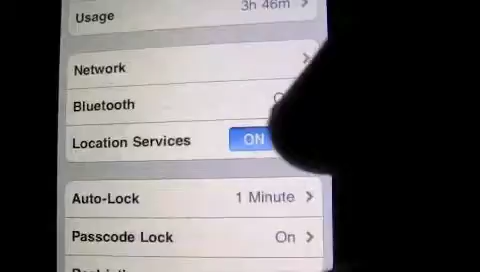 Usage 3h 46m
Network
Bluetooth
Location Services ON
Auto-Lock 1 Minute
Passcode Lock On